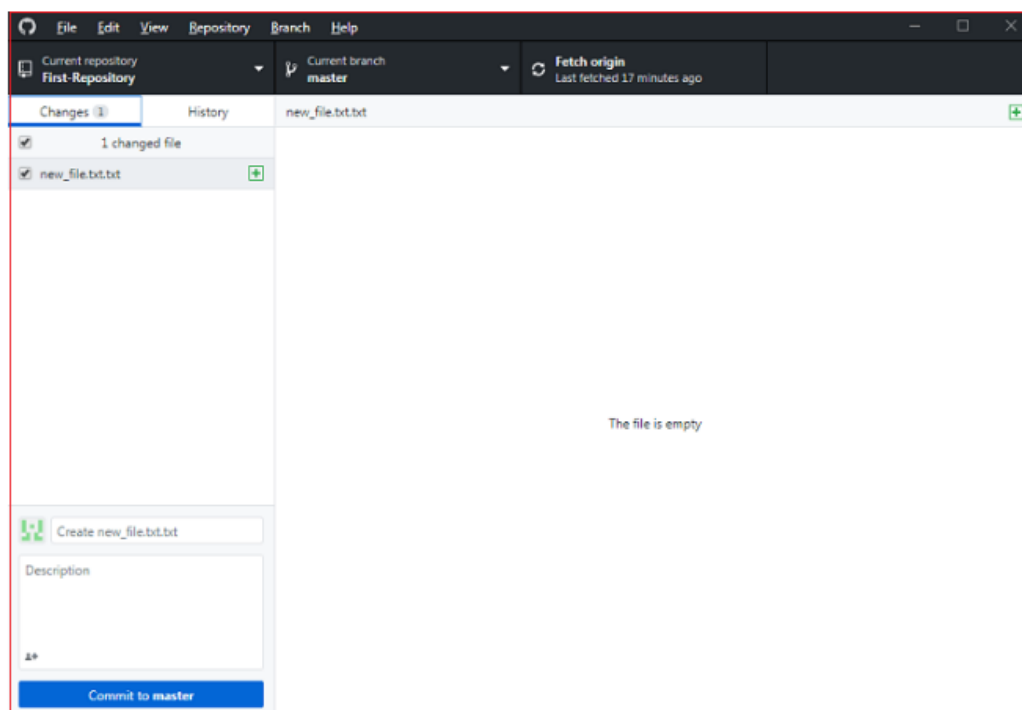 File Edit View Repository Branch Help
Current repository
First-Repository
Current branch
master
Fetch origin
Last fetched 17 minutes ago
Changes 1 History
new_file.txt.txt
1 changed file
new_file.txt.txt
The file is empty
Create new_file.txt.txt
Description
Commit to master